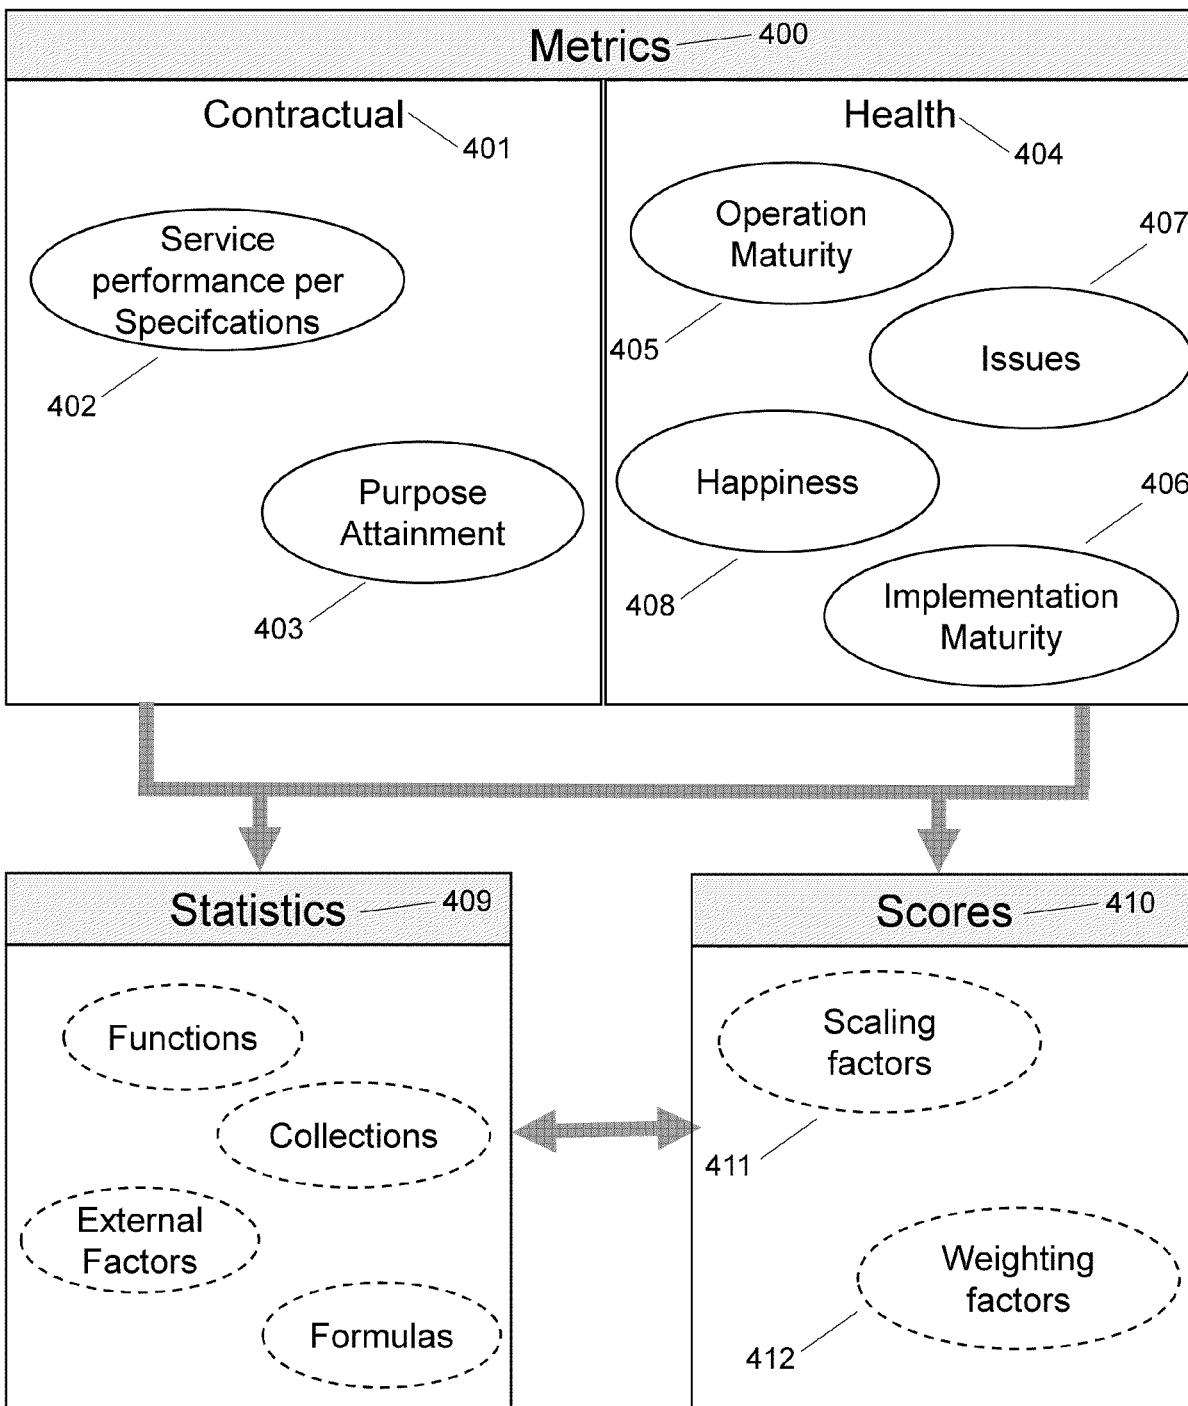 Metrics 400
Contractual
401
Health
404
Service
performance per
Specifcations
402
Purpose
Attainment
403
Operation
Maturity
405
407
Issues
Happiness
408
406
Implementation
Maturity
Statistics 409
Functions
Collections
External
Factors
Formulas
Scores 410
Scaling
factors
411
Weighting
factors
412